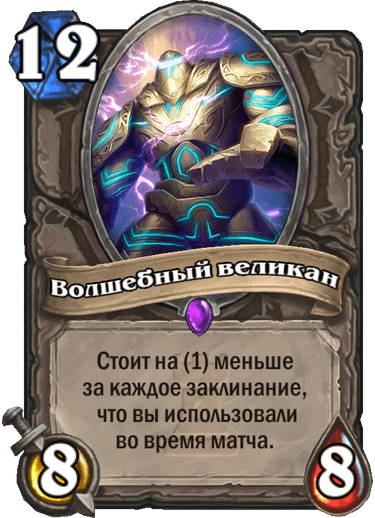 12
Волшебный великан
Стоит на (1) меньше
за каждое заклинание,
что вы использовали
во время матча.
8
8